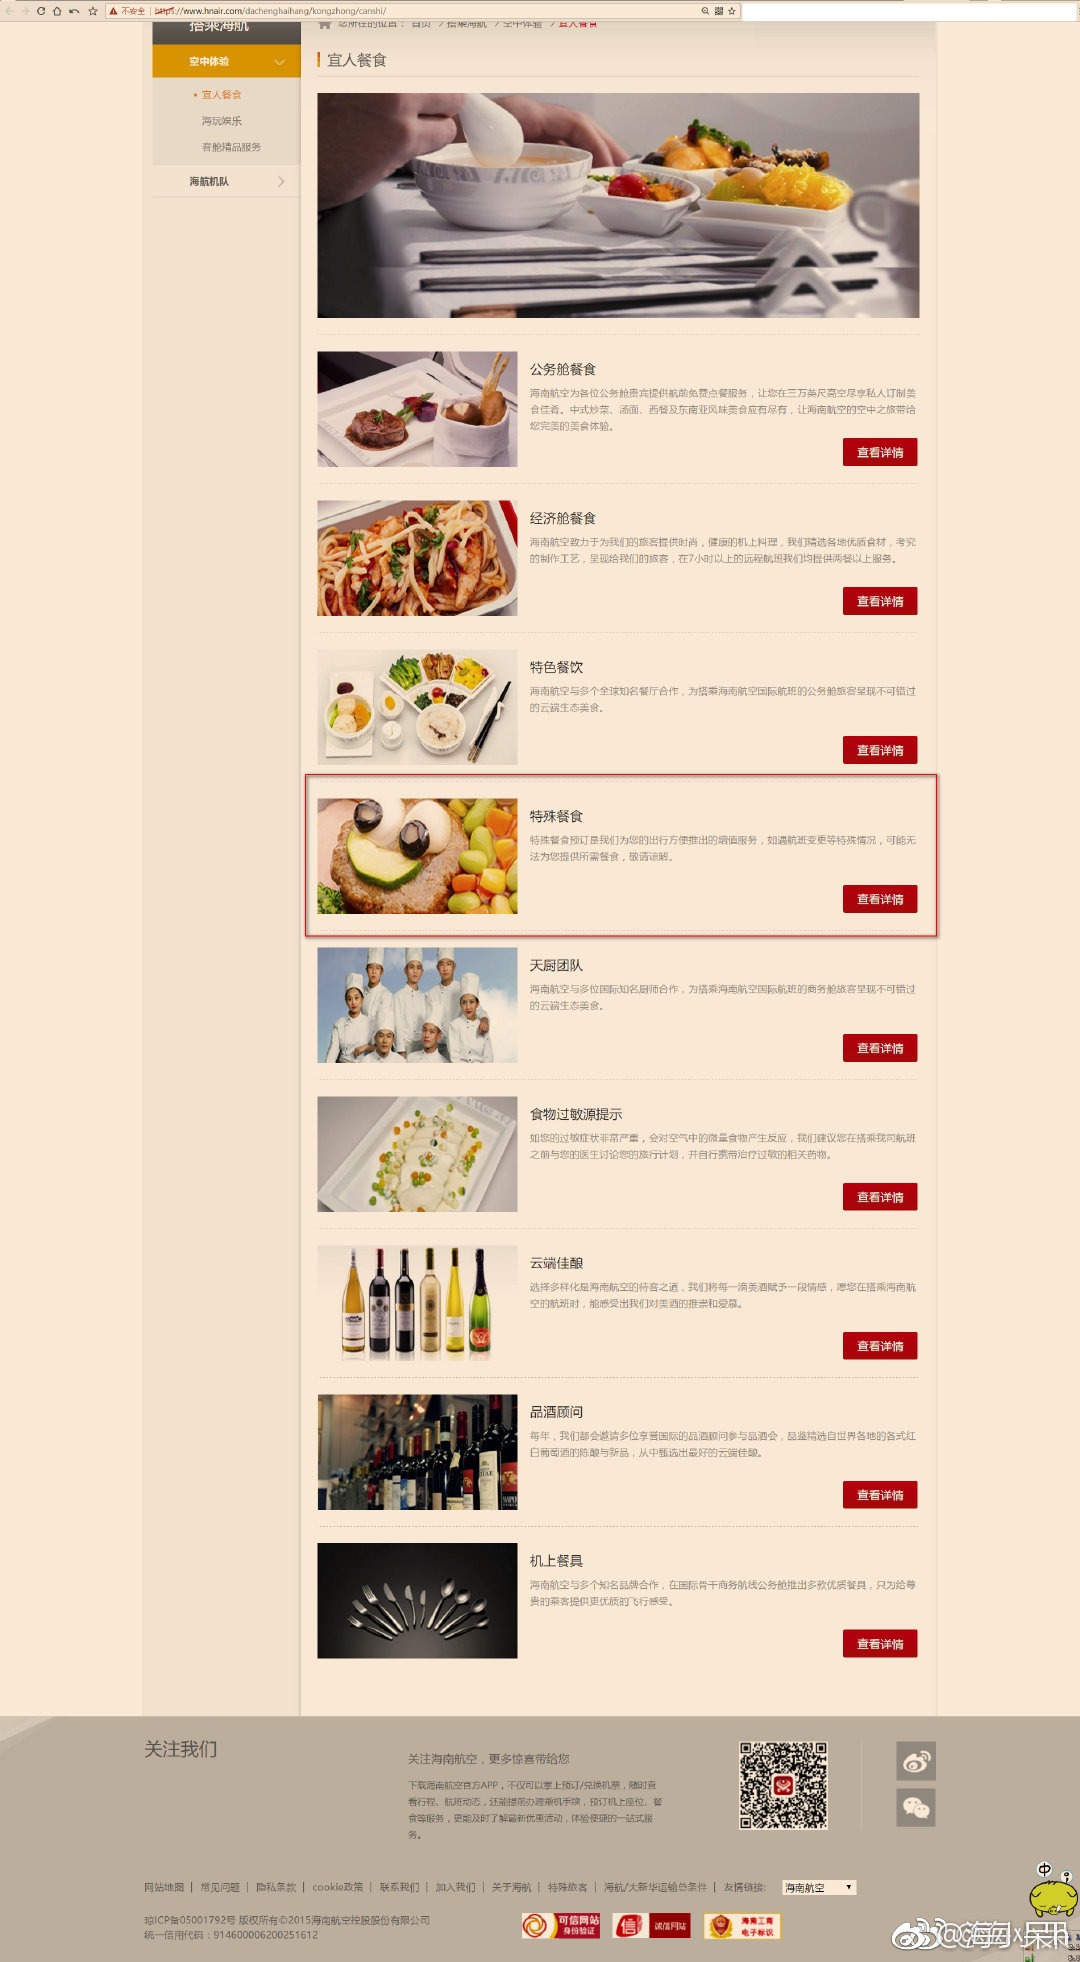 不安全
https://www.hnair.com/dachenghaihang/kongzhong/canshi/
搭乘海航
您所在的位置： 首页 > 搭乘海航 > 空中体验 > 宜人餐食
空中体验
宜人餐食
海玩娱乐
客舱精品服务
海航机队
宜人餐食
公务舱餐食
海南航空为各位公务舱贵宾提供航前免费点餐服务，让您在三万英尺高空尽享私人订制美
食佳肴。中式炒菜、汤面、西餐及东南亚风味美食应有尽有，让海南航空的空中之旅带给
您完美的美食体验。
查看详情
经济舱餐食
海南航空致力于为我们的旅客提供时尚，健康的机上料理，我们精选各地优质食材，考究
的制作工艺，呈现给我们的旅客，在7小时以上的远程航班我们均提供两餐以上服务。
查看详情
特色餐饮
海南航空与多个全球知名餐厅合作，为搭乘海南航空国际航班的公务舱旅客呈现不可错过
的云端生态美食。
查看详情
特殊餐食
特殊餐食预订是我们为您的出行方便推出的增值服务，如遇航班变更等特殊情况，可能无
法为您提供所需餐食，敬请谅解。
查看详情
天厨团队
海南航空与多位国际知名厨师合作，为搭乘海南航空国际航班的商务舱旅客呈现不可错过
的云端生态美食。
查看详情
食物过敏源提示
如您的过敏症状非常严重，会对空气中的微量食物产生反应，我们建议您在搭乘我司航班
之前与您的医生讨论您的旅行计划，并自行携带治疗过敏的相关药物。
查看详情
云端佳酿
选择多样化是海南航空的待客之道，我们将每一滴美酒赋予一段情感，愿您在搭乘海南航
空的航班时，能感受出我们对美酒的推崇和爱慕。
查看详情
品酒顾问
每年，我们都会邀请多位享誉国际的品酒顾问参与品酒会，品鉴精选自世界各地的各式红
白葡萄酒的陈酿与新品，从中甄选出最好的云端佳酿。
查看详情
机上餐具
海南航空与多个知名品牌合作，在国际骨干商务航线公务舱推出多款优质餐具，只为给尊
贵的乘客提供更优质的飞行感受。
查看详情
关注我们
关注海南航空，更多惊喜带给您
下载海南航空官方APP，不仅可以掌上预订/兑换机票，随时查
看行程、航班动态，还能提前办理乘机手续，预订机上座位、餐
食等服务，更能及时了解最新优惠活动，体验便捷的一站式服
务。
网站地图 | 常见问题 | 隐私条款 | cookie政策 | 联系我们 | 加入我们 | 关于海航 | 特殊旅客 | 海航/大新华运输总条件 | 友情链接: 海南航空
琼ICP备05001792号 版权所有©2015海南航空控股股份有限公司
统一信用代码：914600006200251612
可信网站
身份验证
信
诚信网站
海南工商
电子标识
中